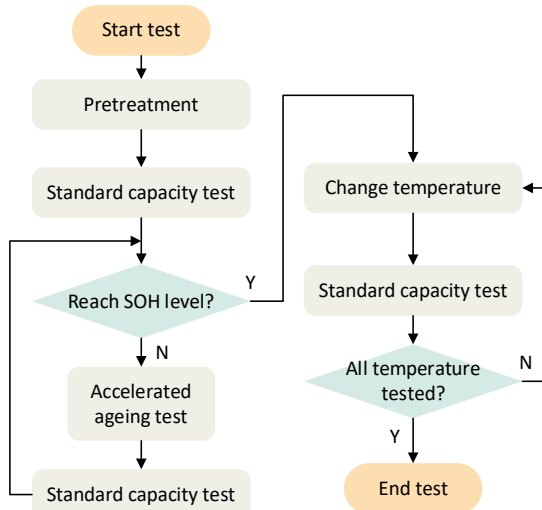 Start test
Pretreatment
Standard capacity test
Reach SOH level?
Y
N
Accelerated
ageing test
Standard capacity test
Change temperature
Standard capacity test
All temperature
tested?
N
Y
End test